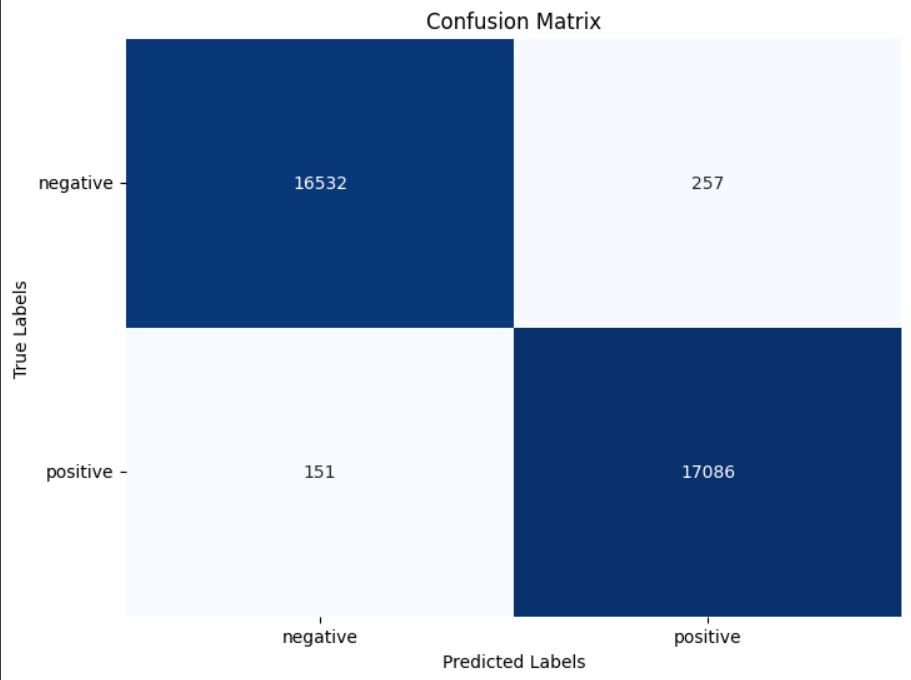 Confusion Matrix
negative
16532
257
True Labels
positive
151
17086
negative
positive
Predicted Labels